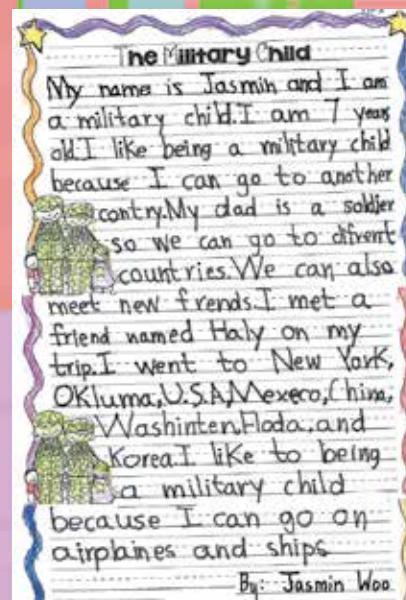 The Military Child
My name is Jasmin and I am
a military child.I am 7 years
old.I like being a military child
because I can go to another
contry.My dad is a soldier
so we can go to difrent
countries.We can also
meet new frends.I met a
friend named Haly on my
trip.I went to New York,
OKluma,U.S.A,Mexeco,China,
Washinten,Floda,and
Korea.I like to being
a military child
because I can go on
airplaines and ships
By: Jasmin Woo